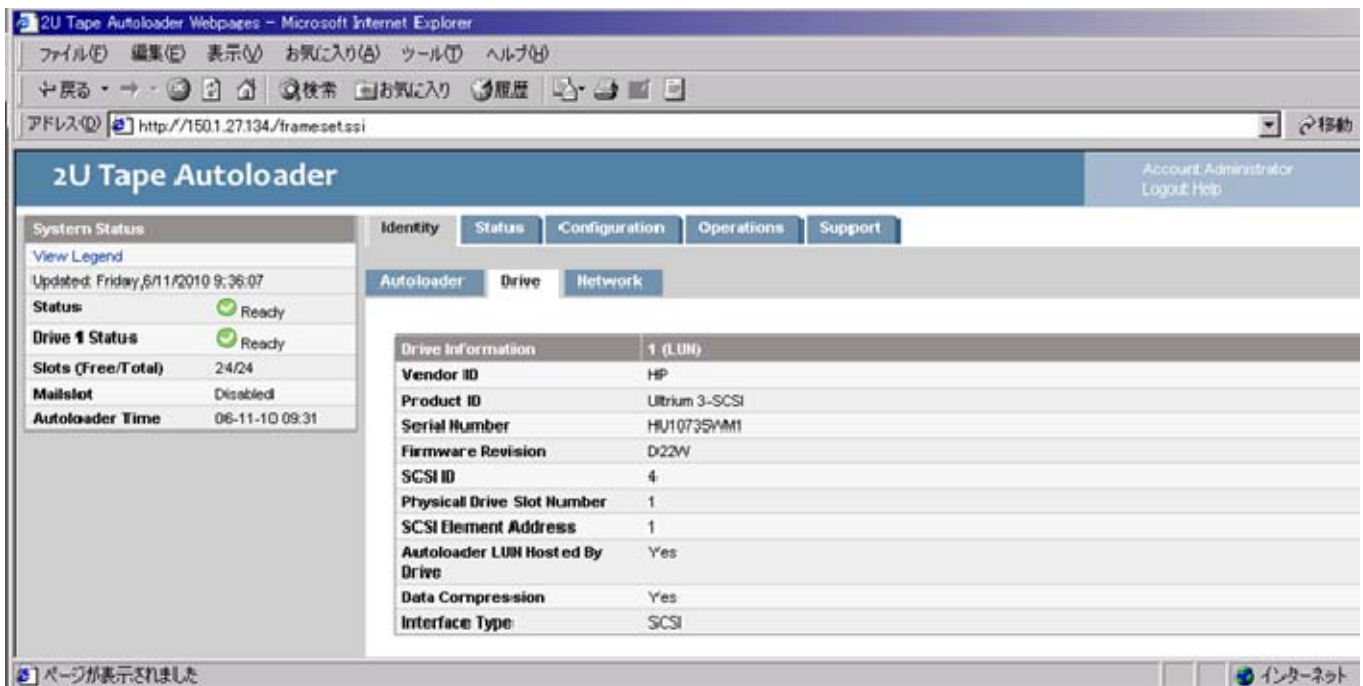 2U Tape Autoloader Webpages - Microsoft Internet Explorer
ファイル(F) 編集(E) 表示(V) お気に入り(A) ツール(T) ヘルプ(H)
戻る 検索 お気に入り 履歴
アドレス(D) http://150.1.27.134/frameset.ssi 移動
2U Tape Autoloader
Account: Administrator
Logout Help
System Status
View Legend
Updated: Friday,6/11/2010 9:36:07
Status Ready
Drive 1 Status Ready
Slots (Free/Total) 24/24
Mailslot Disabled
Autoloader Time 06-11-10 09:31
Identity Status Configuration Operations Support
Autoloader Drive Network
Drive Information 1 (LUN)
Vendor ID HP
Product ID Ultrium 3-SCSI
Serial Number HU10735WM1
Firmware Revision D22W
SCSI ID 4
Physical Drive Slot Number 1
SCSI Element Address 1
Autoloader LUN Hosted By Drive Yes
Data Compression Yes
Interface Type SCSI
ページが表示されました インターネット